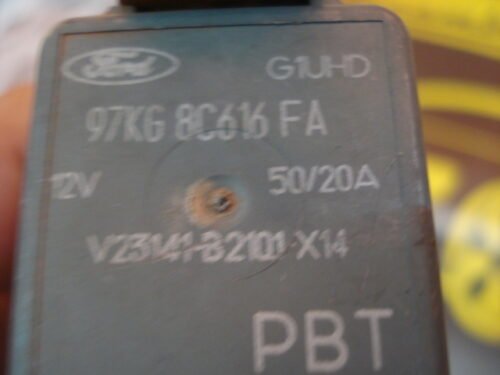 Ford G1UHD
97KG 8C616 FA
12V 50/20A
V23141-B2101-X14
PBT